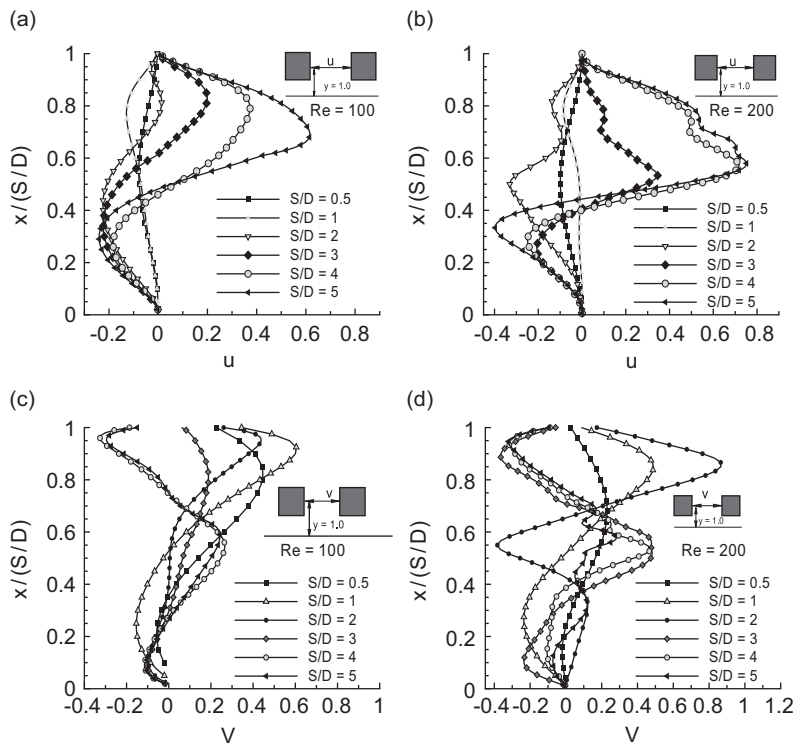 (a)
1
0.8
0.6
0.4
0.2
0
x/(S/D)
-0.2 0 0.2 0.4 0.6 0.8
u
u
y = 1.0
Re = 100
S/D = 0.5
S/D = 1
S/D = 2
S/D = 3
S/D = 4
S/D = 5
(b)
1
0.8
0.6
0.4
0.2
0
x/(S/D)
-0.4 -0.2 0 0.2 0.4 0.6 0.8
u
u
y = 1.0
Re = 200
S/D = 0.5
S/D = 1
S/D = 2
S/D = 3
S/D = 4
S/D = 5
(c)
1
0.8
0.6
0.4
0.2
0
x/(S/D)
-0.4 -0.2 0 0.2 0.4 0.6 0.8 1
V
v
y = 1.0
Re = 100
S/D = 0.5
S/D = 1
S/D = 2
S/D = 3
S/D = 4
S/D = 5
(d)
1
0.8
0.6
0.4
0.2
0
x/(S/D)
-0.4 -0.2 0 0.2 0.4 0.6 0.8 1 1.2
V
v
y = 1.0
Re = 200
S/D = 0.5
S/D = 1
S/D = 2
S/D = 3
S/D = 4
S/D = 5